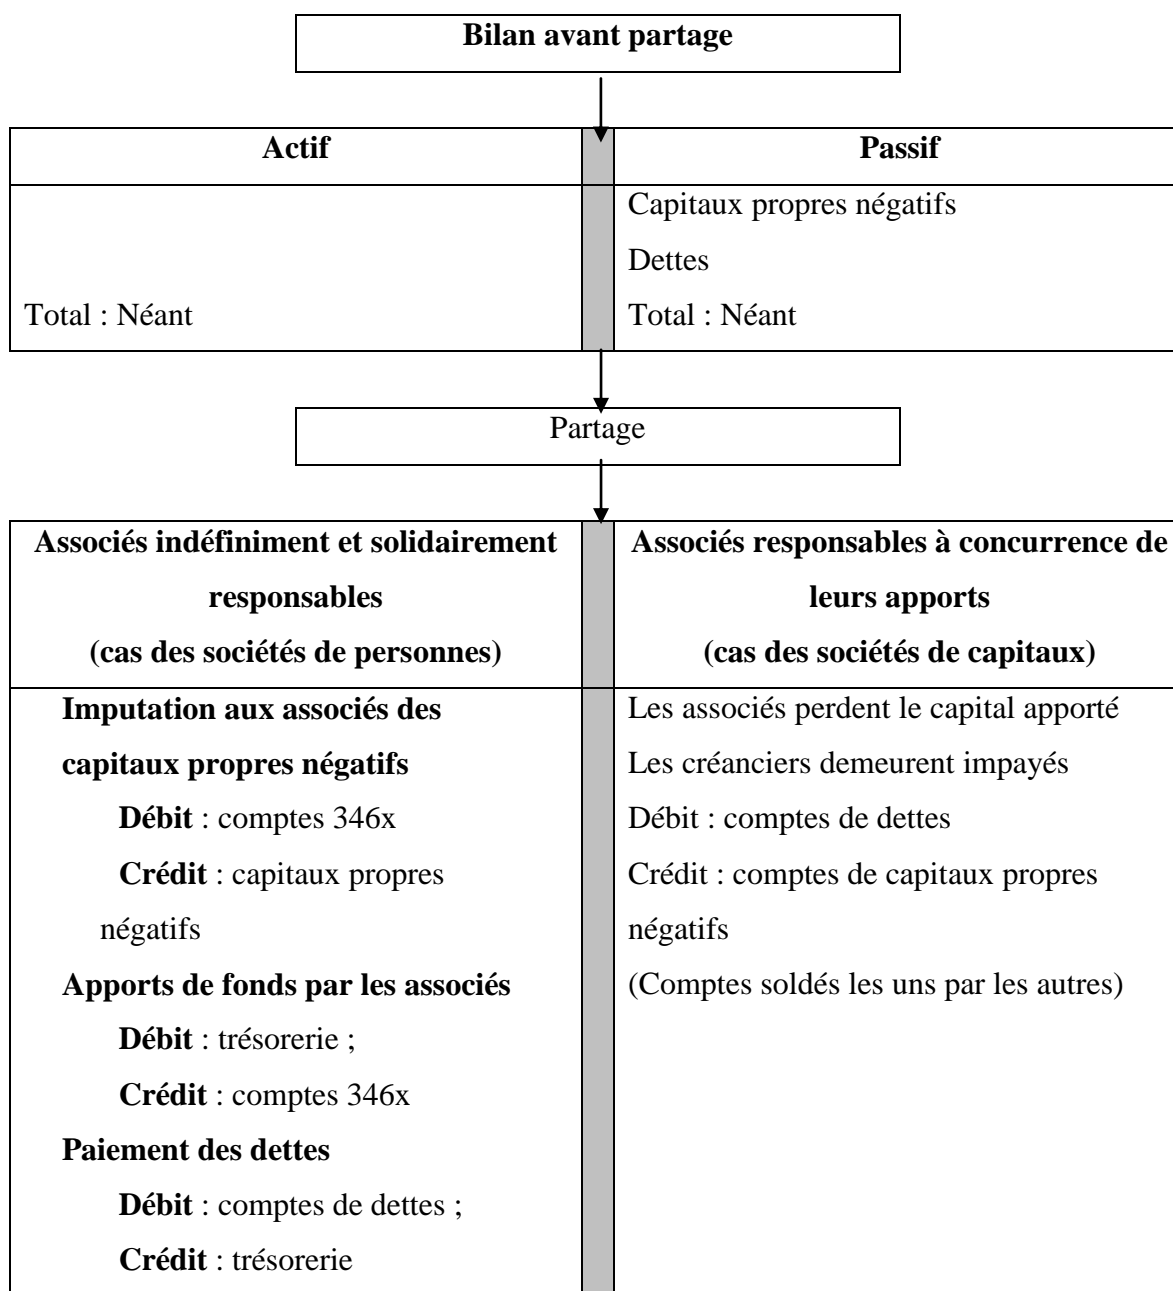 Bilan avant partage
Actif
Passif
Capitaux propres négatifs
Dettes
Total : Néant
Total : Néant
Partage
Associés indéfiniment et solidairement
responsables
(cas des sociétés de personnes)
Associés responsables à concurrence de
leurs apports
(cas des sociétés de capitaux)
Imputation aux associés des
capitaux propres négatifs
Débit : comptes 346x
Crédit : capitaux propres
négatifs
Apports de fonds par les associés
Débit : trésorerie ;
Crédit : comptes 346x
Paiement des dettes
Débit : comptes de dettes ;
Crédit : trésorerie
Les associés perdent le capital apporté
Les créanciers demeurent impayés
Débit : comptes de dettes
Crédit : comptes de capitaux propres
négatifs
(Comptes soldés les uns par les autres)